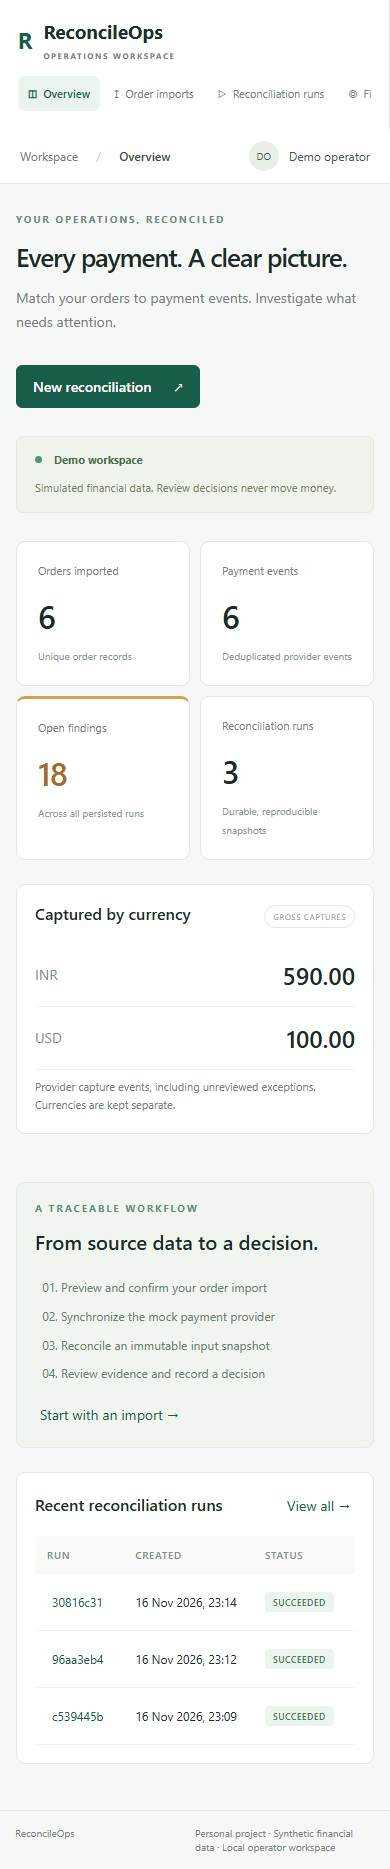 R ReconcileOps
OPERATIONS WORKSPACE
Overview Order imports Reconciliation runs Fi
Workspace / Overview DO Demo operator
YOUR OPERATIONS, RECONCILED
Every payment. A clear picture.
Match your orders to payment events. Investigate what
needs attention.
New reconciliation ↗
Demo workspace
Simulated financial data. Review decisions never move money.
Orders imported
6
Unique order records
Payment events
6
Deduplicated provider events
Open findings
18
Across all persisted runs
Reconciliation runs
3
Durable, reproducible
snapshots
Captured by currency GROSS CAPTURES
INR 590.00
USD 100.00
Provider capture events, including unreviewed exceptions.
Currencies are kept separate.
A TRACEABLE WORKFLOW
From source data to a decision.
01. Preview and confirm your order import
02. Synchronize the mock payment provider
03. Reconcile an immutable input snapshot
04. Review evidence and record a decision
Start with an import →
Recent reconciliation runs View all →
RUN CREATED STATUS
30816c31 16 Nov 2026, 23:14 SUCCEEDED
96aa3eb4 16 Nov 2026, 23:12 SUCCEEDED
c539445b 16 Nov 2026, 23:09 SUCCEEDED
ReconcileOps
Personal project · Synthetic financial
data · Local operator workspace